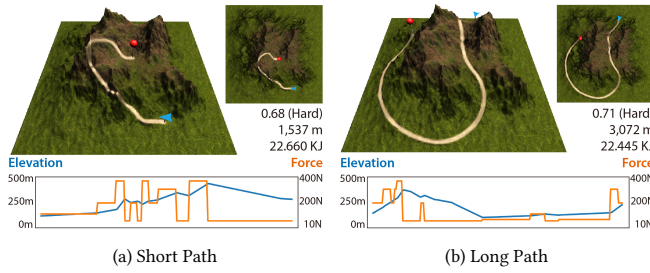 0.68 (Hard)
1,537 m
22.660 KJ
Elevation
Force
500m
250m
0m
400N
200N
10N
(a) Short Path
0.71 (Hard)
3,072 m
22.445 KJ
Elevation
Force
500m
250m
0m
400N
200N
10N
(b) Long Path